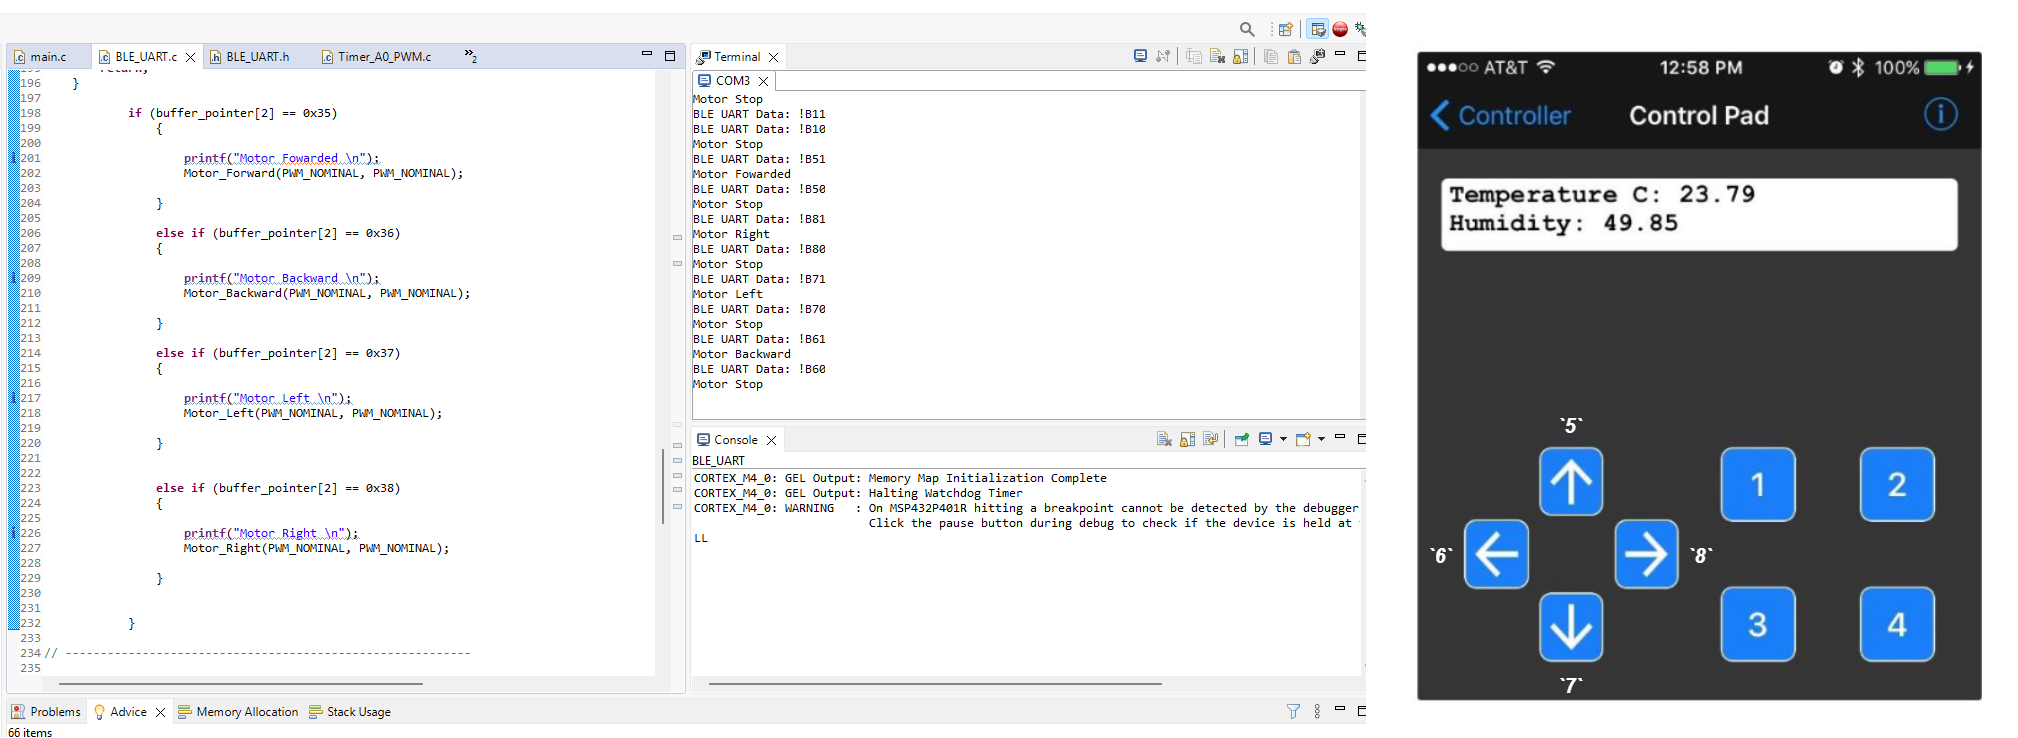 main.c
BLE_UART.c
BLE_UART.h
Timer_A0_PWM.c
»2
196 }
197
198 if (buffer_pointer[2] == 0x35)
199 {
200
201 printf("Motor Fowarded \n");
202 Motor_Forward(PWM_NOMINAL, PWM_NOMINAL);
203
204 }
205
206 else if (buffer_pointer[2] == 0x36)
207 {
208
209 printf("Motor Backward \n");
210 Motor_Backward(PWM_NOMINAL, PWM_NOMINAL);
211
212 }
213
214 else if (buffer_pointer[2] == 0x37)
215 {
216
217 printf("Motor Left \n");
218 Motor_Left(PWM_NOMINAL, PWM_NOMINAL);
219
220 }
221
222
223 else if (buffer_pointer[2] == 0x38)
224 {
225
226 printf("Motor Right \n");
227 Motor_Right(PWM_NOMINAL, PWM_NOMINAL);
228
229 }
230
231
232 }
233
234 // ----------------------------------------------------------
235
Problems
Advice
Memory Allocation
Stack Usage
66 items
Terminal
COM3
Motor Stop
BLE UART Data: !B11
BLE UART Data: !B10
Motor Stop
BLE UART Data: !B51
Motor Fowarded
BLE UART Data: !B50
Motor Stop
BLE UART Data: !B81
Motor Right
BLE UART Data: !B80
Motor Stop
BLE UART Data: !B71
Motor Left
BLE UART Data: !B70
Motor Stop
BLE UART Data: !B61
Motor Backward
BLE UART Data: !B60
Motor Stop
Console
BLE_UART
CORTEX_M4_0: GEL Output: Memory Map Initialization Complete
CORTEX_M4_0: GEL Output: Halting Watchdog Timer
CORTEX_M4_0: WARNING : On MSP432P401R hitting a breakpoint cannot be detected by the debugger
Click the pause button during debug to check if the device is held at
LL
AT&T 12:58 PM 100%
Controller Control Pad i
Temperature C: 23.79
Humidity: 49.85
`5`
1 2
`6` `8`
3 4
`7`